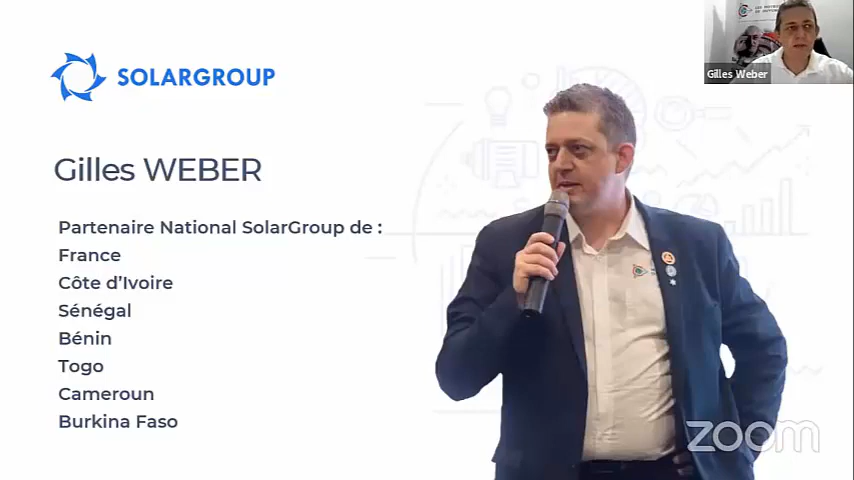 SOLARGROUP
Gilles WEBER
Partenaire National SolarGroup de :
France
Côte d'Ivoire
Sénégal
Bénin
Togo
Cameroun
Burkina Faso
Gilles Weber
zoom